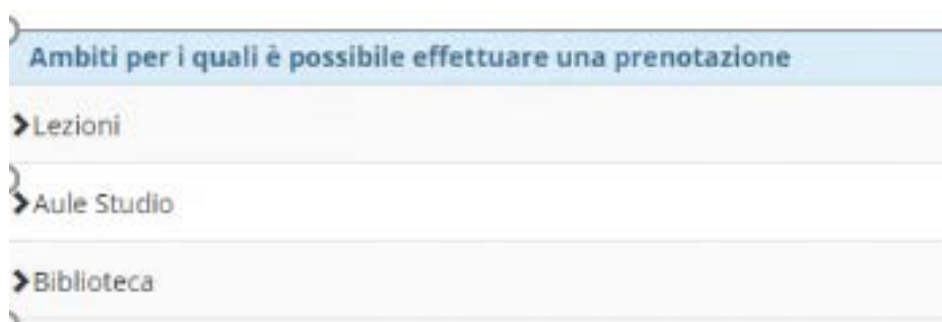 Ambiti per i quali è possibile effettuare una prenotazione
Lezioni
Aule Studio
Biblioteca